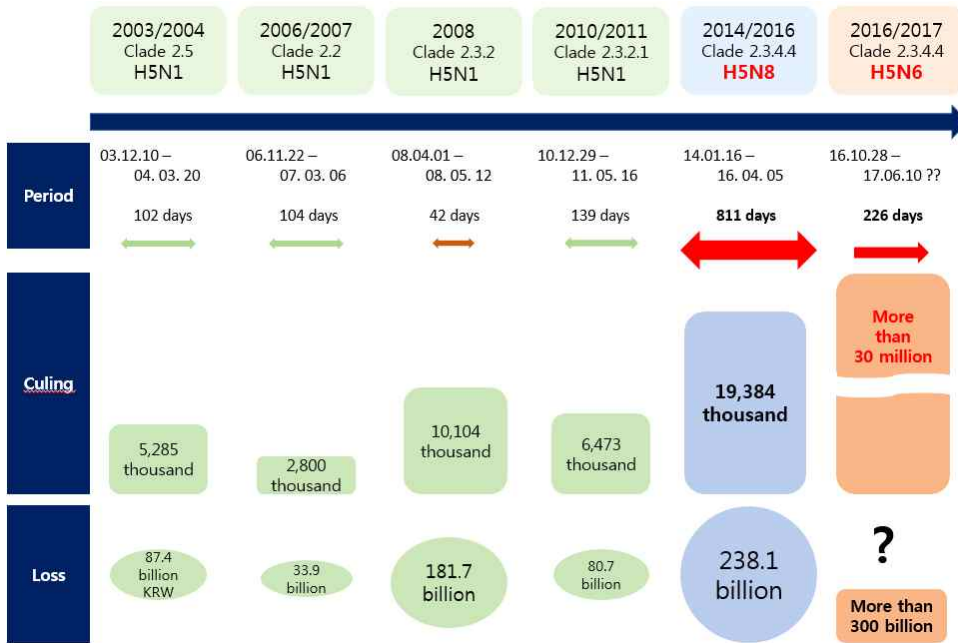 2003/2004
Clade 2.5
H5N1
2006/2007
Clade 2.2
H5N1
2008
Clade 2.3.2
H5N1
2010/2011
Clade 2.3.2.1
H5N1
2014/2016
Clade 2.3.4.4
H5N8
2016/2017
Clade 2.3.4.4
H5N6
Period
03.12.10 –
04. 03. 20
102 days
06.11.22 –
07. 03. 06
104 days
08.04.01 –
08. 05. 12
42 days
10.12.29 –
11. 05. 16
139 days
14.01.16 –
16. 04. 05
811 days
16.10.28 –
17.06.10 ??
226 days
Culing
5,285
thousand
2,800
thousand
10,104
thousand
6,473
thousand
19,384
thousand
More
than
30 million
Loss
87.4
billion
KRW
33.9
billion
181.7
billion
80.7
billion
238.1
billion
?
More than
300 billion